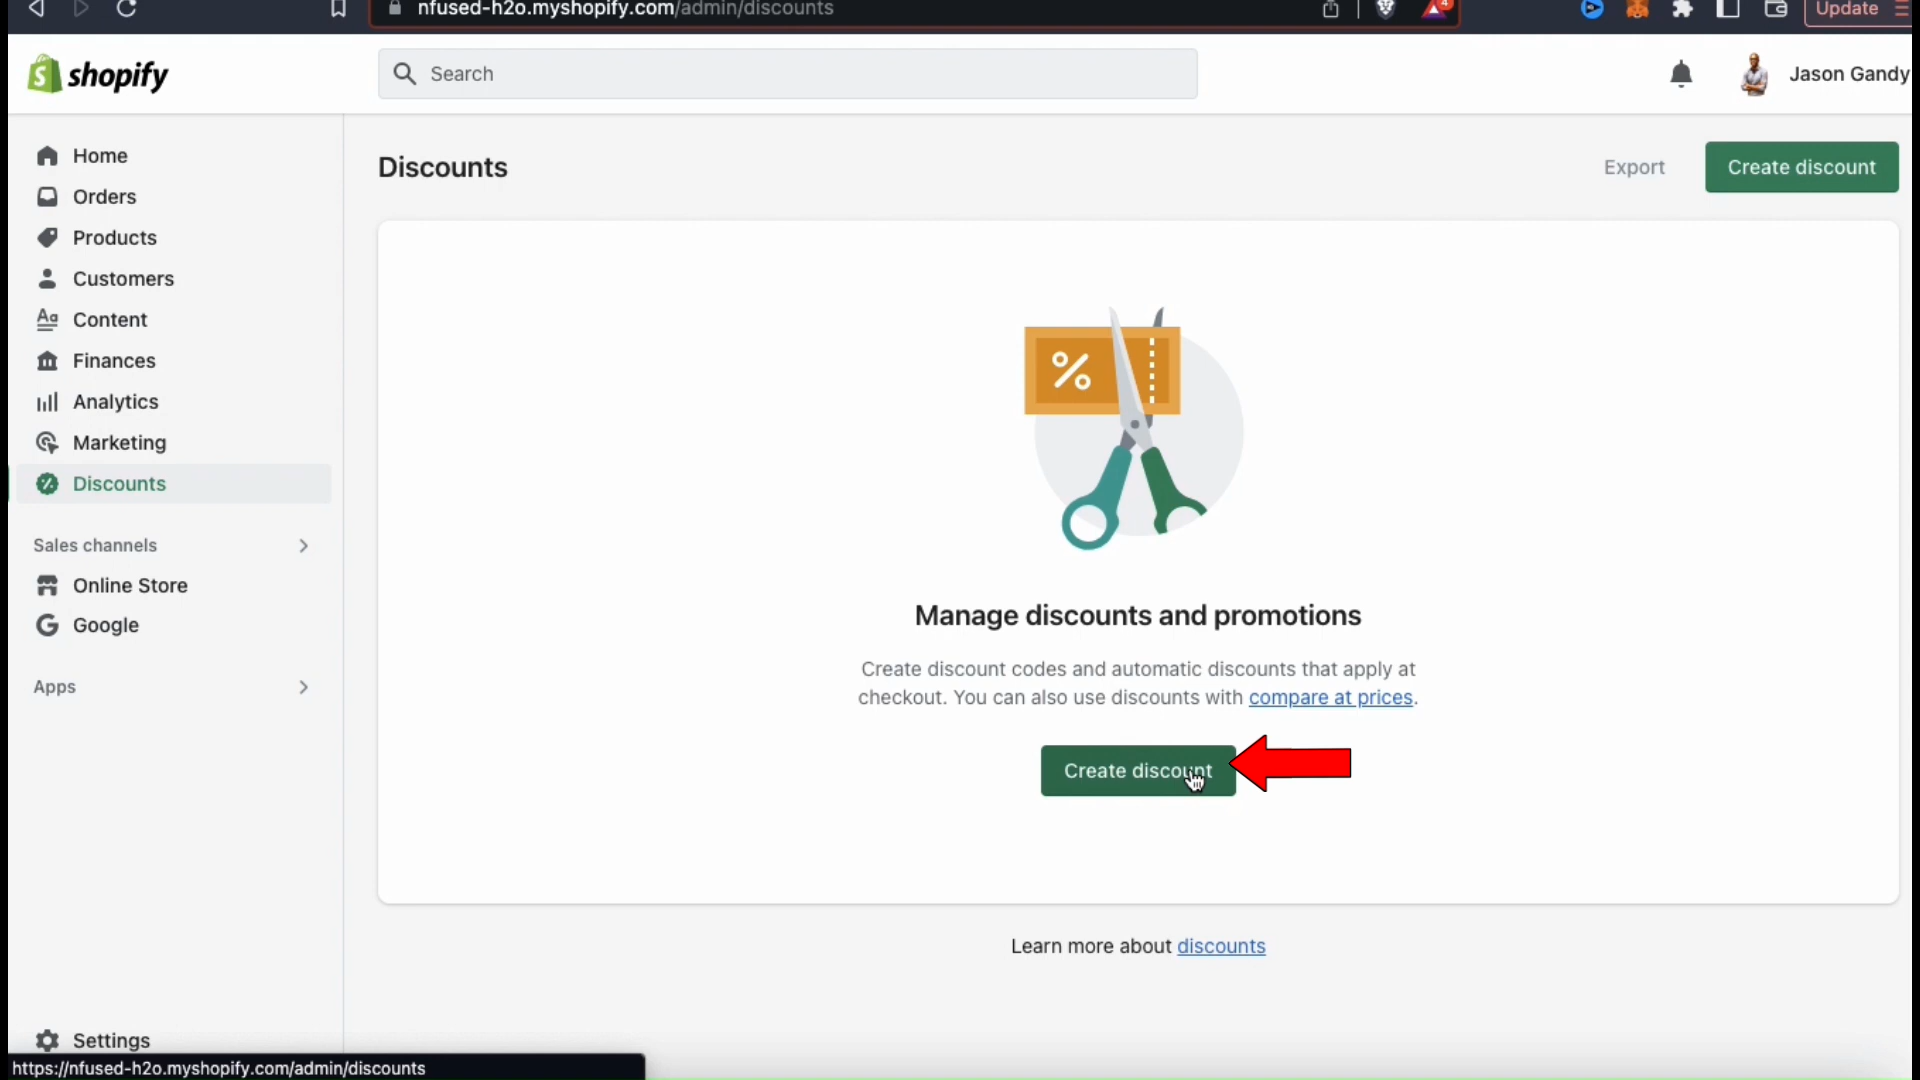 nfused-h2o.myshopify.com/admin/discounts
4
Update
shopify
Search
Jason Gandy
Home
Orders
Products
Customers
Content
Finances
Analytics
Marketing
Discounts
Sales channels
Online Store
Google
Apps
Settings
Discounts
Export
Create discount
%
Manage discounts and promotions
Create discount codes and automatic discounts that apply at
checkout. You can also use discounts with compare at prices.
Create discount
Learn more about discounts
https://nfused-h2o.myshopify.com/admin/discounts